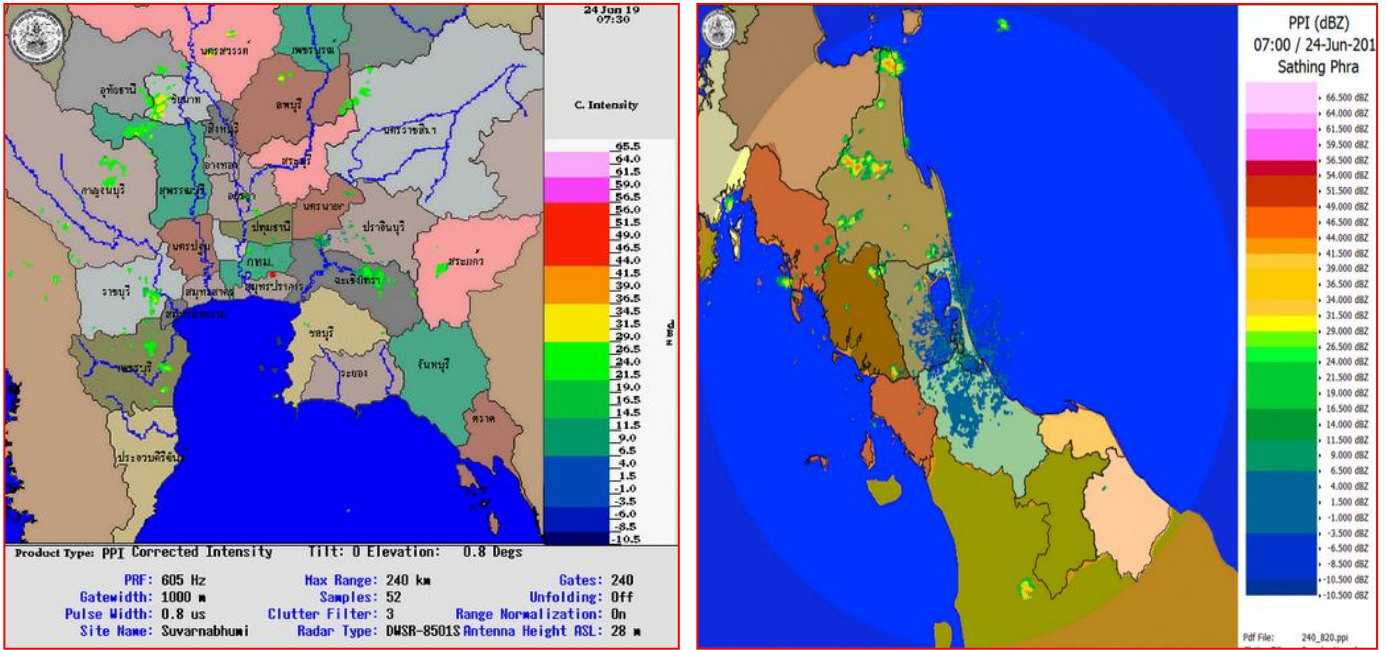 24 Jun 19
07:30
C. Intensity
65.5
64.0
61.5
59.0
56.5
56.0
51.5
49.0
46.5
44.0
41.5
39.0
36.5
34.5
31.5
29.0
26.5
24.0
21.5
19.0
16.5
14.5
11.5
9.0
6.5
4.0
1.5
-1.0
-3.5
-6.0
-8.5
-10.5
นครสวรรค์
เพชรบูรณ์
อุทัยธานี
ชัยนาท
ลพบุรี
สิงห์บุรี
นครราชสีมา
อ่างทอง
สระบุรี
กาญจนบุรี
สุพรรณบุรี
อยุธยา
นครนายก
ปทุมธานี
ปราจีนบุรี
นครปฐม
กทม.
สระแก้ว
ราชบุรี
สมุทรสาคร
สมุทรปราการ
ฉะเชิงเทรา
สมุทรสงคราม
ชลบุรี
เพชรบุรี
ระยอง
จันทบุรี
ตราด
ประจวบคีรีขันธ์
Product Type: PPI Corrected Intensity Tilt: 0 Elevation: 0.8 Degs
PRF: 605 Hz Max Range: 240 km Gates: 240
Gatewidth: 1000 m Samples: 52 Unfolding: Off
Pulse Width: 0.8 us Clutter Filter: 3 Range Normalization: On
Site Name: Suvarnabhumi Radar Type: DWSR-8501S Antenna Height ASL: 28 m
PPI (dBZ)
07:00 / 24-Jun-201
Sathing Phra
66.500 dBZ
64.000 dBZ
61.500 dBZ
59.500 dBZ
56.500 dBZ
54.000 dBZ
51.500 dBZ
49.000 dBZ
46.500 dBZ
44.000 dBZ
41.500 dBZ
39.000 dBZ
36.500 dBZ
34.000 dBZ
31.500 dBZ
29.000 dBZ
26.500 dBZ
24.000 dBZ
21.500 dBZ
19.000 dBZ
16.500 dBZ
14.000 dBZ
11.500 dBZ
9.000 dBZ
6.500 dBZ
4.000 dBZ
1.500 dBZ
-1.000 dBZ
-3.500 dBZ
-6.500 dBZ
-8.500 dBZ
-10.500 dBZ
Pdf File: 240_820.ppi